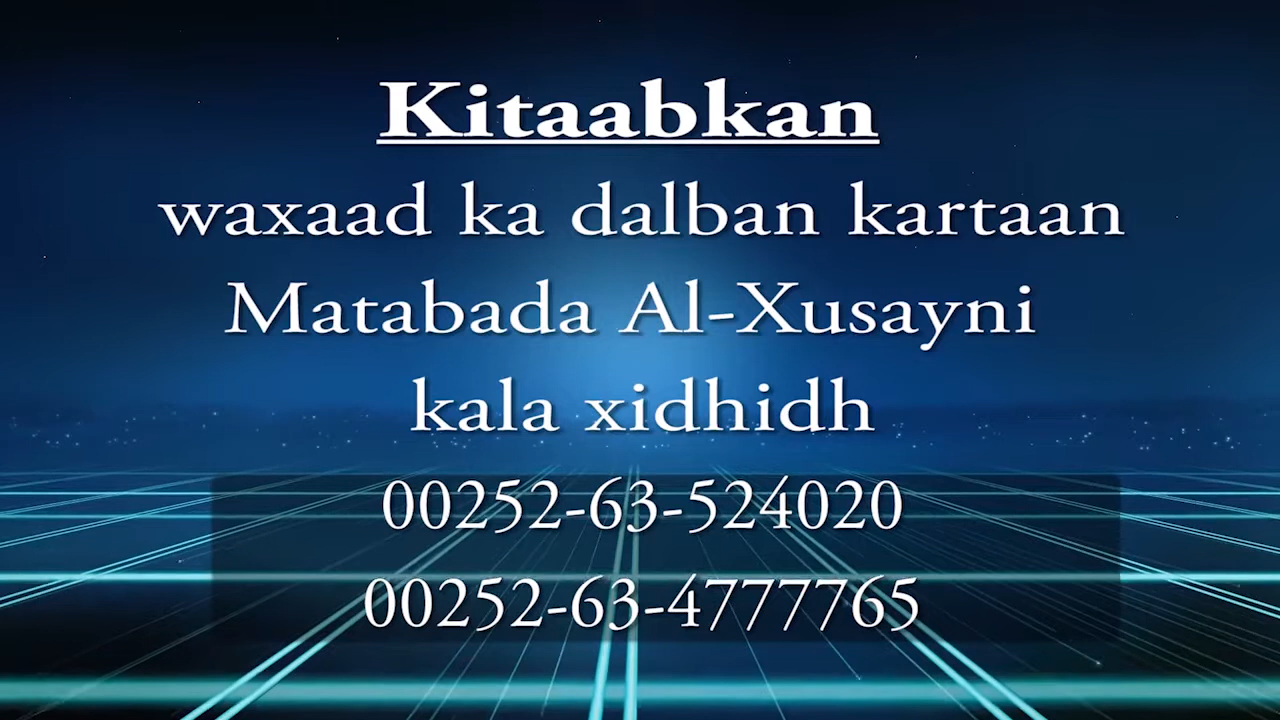 Kitaabkan
waxaad ka dalban kartaan
Matabada Al-Xusayni
kala xidhidh
00252-63-524020
00252-63-4777765